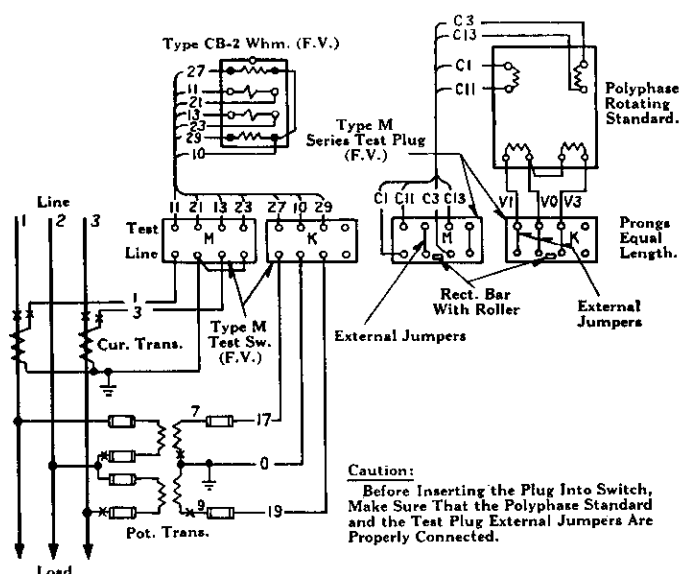 Type CB-2 Whm. (F.V.)
27
11
21
13
23
29
10
C3
C13
C1
C11
Polyphase
Rotating
Standard.
Type M
Series Test Plug
(F.V.)
Line
1 2 3
11 21 13 23 27 10 29
C1 C11 C3 C13
V1 V0 V3
Test
Line
M
K
M
K
Prongs
Equal
Length.
1
3
Cur. Trans.
Type M
Test Sw.
(F.V.)
Rect. Bar
With Roller
External Jumpers
External
Jumpers
7
17
0
9
19
Pot. Trans.
Load
Caution:
Before Inserting the Plug Into Switch,
Make Sure That the Polyphase Standard
and the Test Plug External Jumpers Are
Properly Connected.